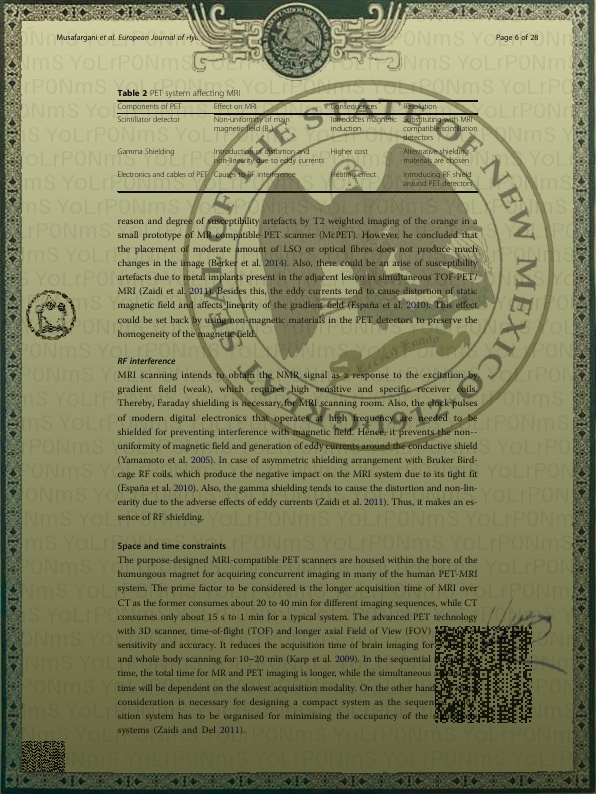 Musafargani et al. European Journal of Hy
Page 6 of 28
Table 2 PET system affecting MRI
Components of PET Effect on MRI Consequences Resolution
Scintillator detector Non-uniformity of main magnetic field (B Introduces magnetic induction Substituting with MRI compatible scintillation detectors
Gamma Shielding Introduction of distortion and non-linearity due to eddy currents Higher cost Alternative shielding materials are chosen
Electronics and cables of PET Causes to RF interference Heating effect Introducing RF shield around PET detectors
reason and degree of susceptibility artefacts by T2 weighted imaging of the orange in a
small prototype of MR compatible PET scanner (McPET). However, he concluded that
the placement of moderate amount of LSO or optical fibres does not produce much
changes in the image (Berker et al. 2014). Also, there could be an arise of susceptibility
artefacts due to metal implants present in the adjacent lesion in simultaneous TOF-PET/
MRI (Zaidi et al. 2011). Besides this, the eddy currents tend to cause distortion of static
magnetic field and affects linearity of the gradient field (España et al. 2010). This effect
could be set back by using non-magnetic materials in the PET detectors to preserve the
homogeneity of the magnetic field.
RF interference
MRI scanning intends to obtain the NMR signal as a response to the excitation by
gradient field (weak), which requires high sensitive and specific receiver coils.
Thereby, Faraday shielding is necessary for MRI scanning room. Also, the clock pulses
of modern digital electronics that operates at high frequency are needed to be
shielded for preventing interference with magnetic field. Hence, it prevents the non-
uniformity of magnetic field and generation of eddy currents around the conductive shield
(Yamamoto et al. 2005). In case of asymmetric shielding arrangement with Bruker Bird-
cage RF coils, which produce the negative impact on the MRI system due to its tight fit
(España et al. 2010). Also, the gamma shielding tends to cause the distortion and non-lin-
earity due to the adverse effects of eddy currents (Zaidi et al. 2011). Thus, it makes an es-
sence of RF shielding.
Space and time constraints
The purpose-designed MRI-compatible PET scanners are housed within the bore of the
humungous magnet for acquiring concurrent imaging in many of the human PET-MRI
system. The prime factor to be considered is the longer acquisition time of MRI over
CT as the former consumes about 20 to 40 min for different imaging sequences, while CT
consumes only about 15 s to 1 min for a typical system. The advanced PET technology
with 3D scanner, time-of-flight (TOF) and longer axial Field of View (FOV)
sensitivity and accuracy. It reduces the acquisition time of brain imaging for
and whole body scanning for 10–20 min (Karp et al. 2009). In the sequential
time, the total time for MR and PET imaging is longer, while the simultaneous
time will be dependent on the slowest acquisition modality. On the other hand
consideration is necessary for designing a compact system as the sequen
sition system has to be organised for minimising the occupancy of the
systems (Zaidi and Del 2011).